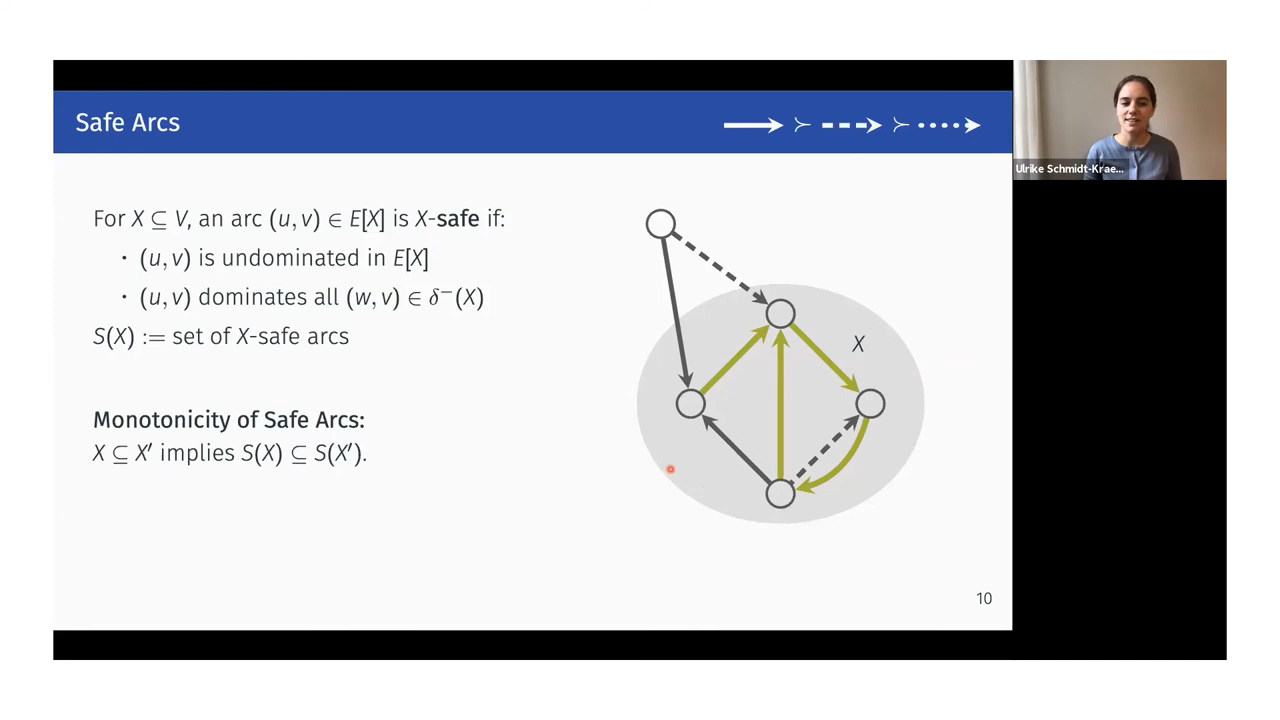 Safe Arcs
≻ ≻
Ulrike Schmidt-Krae...
For X ⊆ V, an arc (u, v) ∈ E[X] is X-safe if:
• (u, v) is undominated in E[X]
• (u, v) dominates all (w, v) ∈ δ⁻(X)
S(X) := set of X-safe arcs
X
Monotonicity of Safe Arcs:
X ⊆ X′ implies S(X) ⊆ S(X′).
10